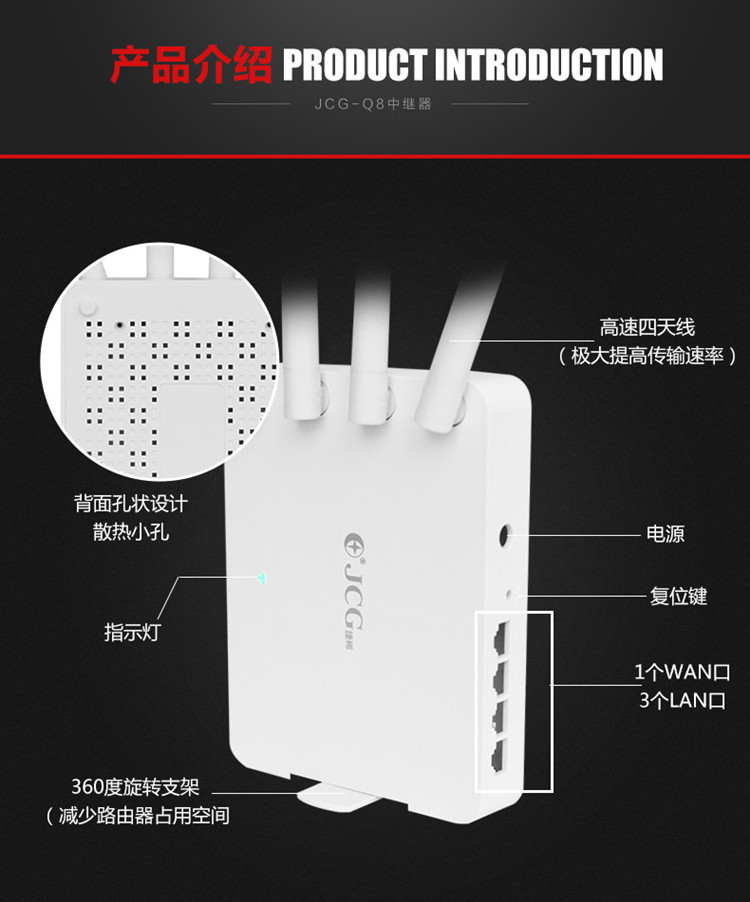 产品介绍 PRODUCT INTRODUCTION
JCG-Q8中继器
高速四天线
（极大提高传输速率）
背面孔状设计
散热小孔
电源
JCG捷稀
复位键
指示灯
1个WAN口
3个LAN口
360度旋转支架
（减少路由器占用空间